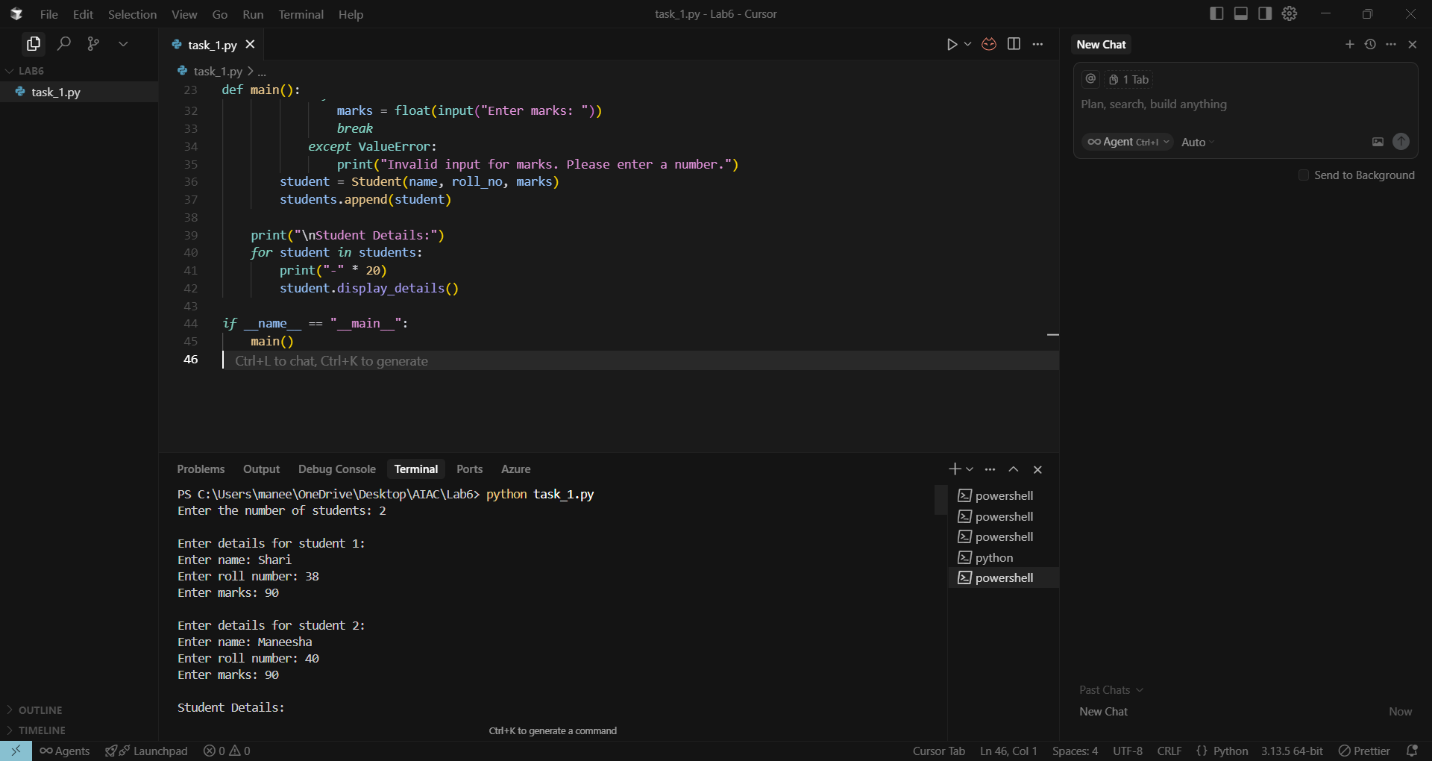 File Edit Selection View Go Run Terminal Help
task_1.py - Lab6 - Cursor
LAB6
task_1.py
OUTLINE
TIMELINE
task_1.py
task_1.py > ...
23 def main():
32 marks = float(input("Enter marks: "))
33 break
34 except ValueError:
35 print("Invalid input for marks. Please enter a number.")
36 student = Student(name, roll_no, marks)
37 students.append(student)
38
39 print("\nStudent Details:")
40 for student in students:
41 print("-" * 20)
42 student.display_details()
43
44 if __name__ == "__main__":
45 main()
46 Ctrl+L to chat, Ctrl+K to generate
Problems Output Debug Console Terminal Ports Azure
PS C:\Users\manee\OneDrive\Desktop\AIAC\Lab6> python task_1.py
Enter the number of students: 2
Enter details for student 1:
Enter name: Shari
Enter roll number: 38
Enter marks: 90
Enter details for student 2:
Enter name: Maneesha
Enter roll number: 40
Enter marks: 90
Student Details:
Ctrl+K to generate a command
powershell
powershell
powershell
python
powershell
New Chat
@ 1 Tab
Plan, search, build anything
Agent Ctrl+I Auto
Send to Background
Past Chats
New Chat Now
Agents Launchpad 0 0
Cursor Tab Ln 46, Col 1 Spaces: 4 UTF-8 CRLF {} Python 3.13.5 64-bit Prettier